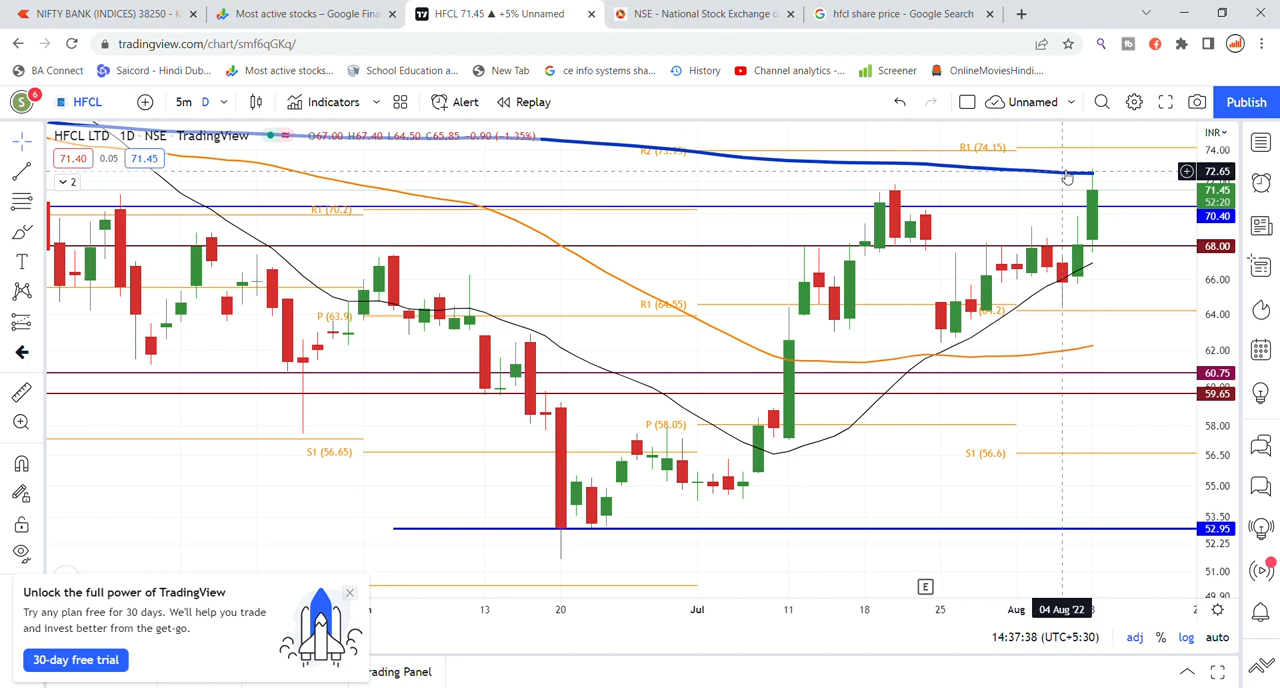 NIFTY BANK (INDICES) 38250 - K
Most active stocks – Google Fina
HFCL 71.45 ▲ +5% Unnamed
NSE - National Stock Exchange o
hfcl share price - Google Search
tradingview.com/chart/smf6qGKq/
BA Connect
Saicord - Hindi Dub...
Most active stocks...
School Education a...
New Tab
ce info systems sha...
History
Channel analytics -...
Screener
OnlineMoviesHindi....
S
6
HFCL
5m
D
Indicators
Alert
Replay
Unnamed
Publish
HFCL LTD · 1D · NSE · TradingView
O67.00 H67.40 L64.50 C65.85 -0.90 (-1.35%)
71.40
0.05
71.45
2
INR
74.00
72.65
71.45
52:20
70.40
68.00
66.00
64.00
62.00
60.75
59.65
58.00
56.50
55.00
53.50
52.95
52.25
51.00
49.90
R1 (74.15)
R1 (70.2)
R1 (64.55)
P (63.9)
P (58.05)
S1 (56.65)
S1 (56.6)
E
13
20
Jul
11
18
25
Aug
04 Aug '22
14:37:38 (UTC+5:30)
adj
%
log
auto
Unlock the full power of TradingView
Try any plan free for 30 days. We'll help you trade
and invest better from the get-go.
30-day free trial
rading Panel